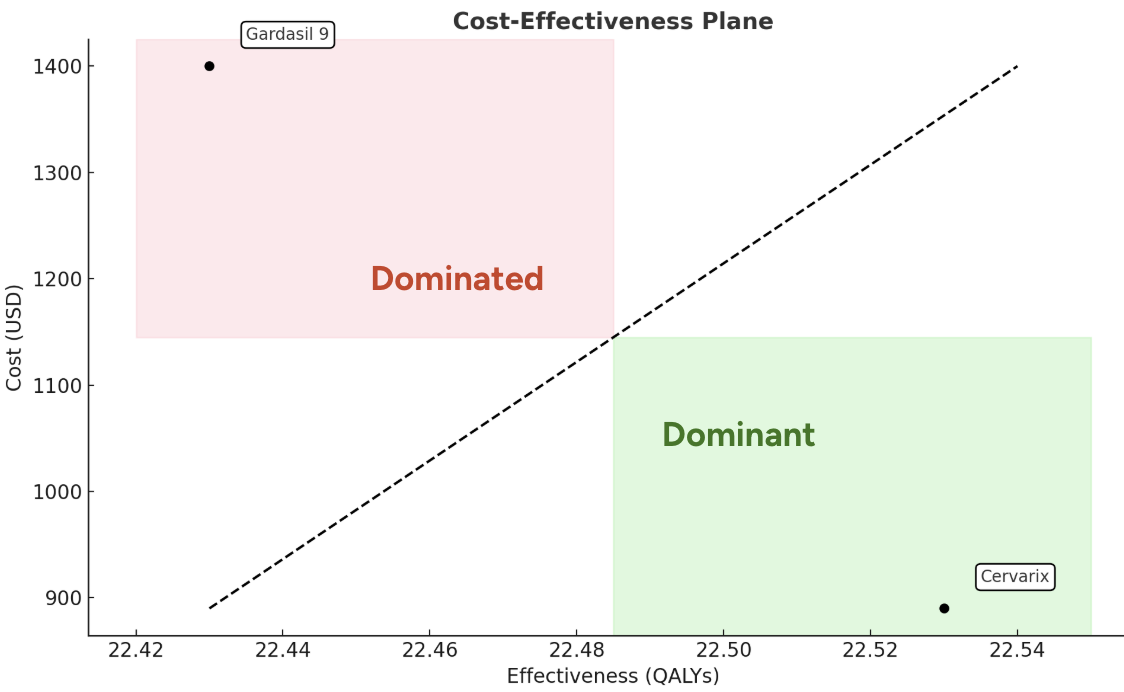 Cost-Effectiveness Plane
Gardasil 9
1400
1300
1200
1100
1000
900
Cost (USD)
Dominated
Dominant
Cervarix
22.42 22.44 22.46 22.48 22.50 22.52 22.54
Effectiveness (QALYs)